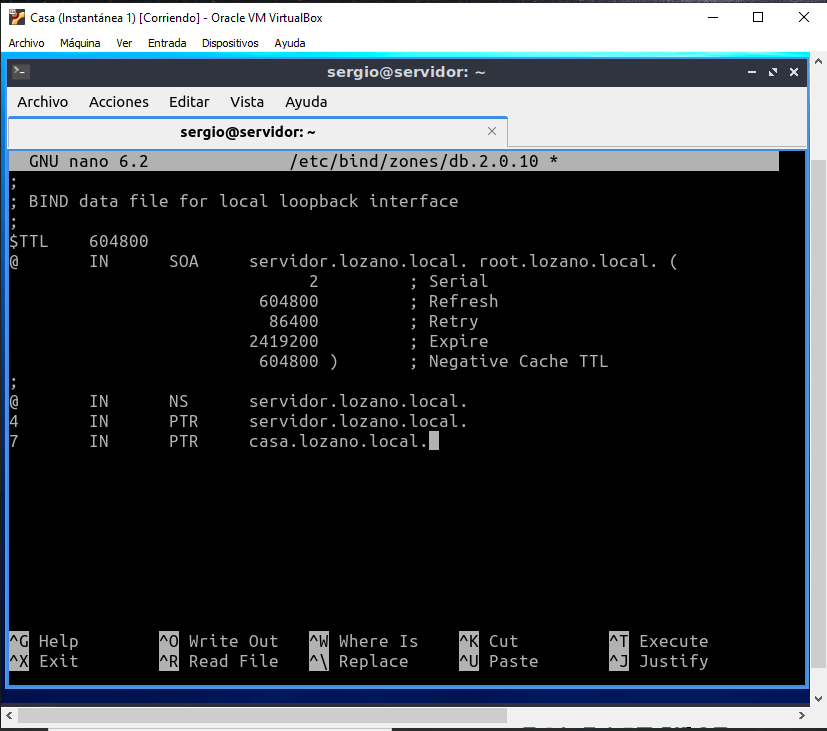 Casa (Instantánea 1) [Corriendo] - Oracle VM VirtualBox
Archivo Máquina Ver Entrada Dispositivos Ayuda
sergio@servidor: ~
Archivo Acciones Editar Vista Ayuda
sergio@servidor: ~
GNU nano 6.2 /etc/bind/zones/db.2.0.10 *
;
; BIND data file for local loopback interface
;
$TTL 604800
@ IN SOA servidor.lozano.local. root.lozano.local. (
2 ; Serial
604800 ; Refresh
86400 ; Retry
2419200 ; Expire
604800 ) ; Negative Cache TTL
;
@ IN NS servidor.lozano.local.
4 IN PTR servidor.lozano.local.
7 IN PTR casa.lozano.local.
^G Help ^O Write Out ^W Where Is ^K Cut ^T Execute
^X Exit ^R Read File ^\ Replace ^U Paste ^J Justify